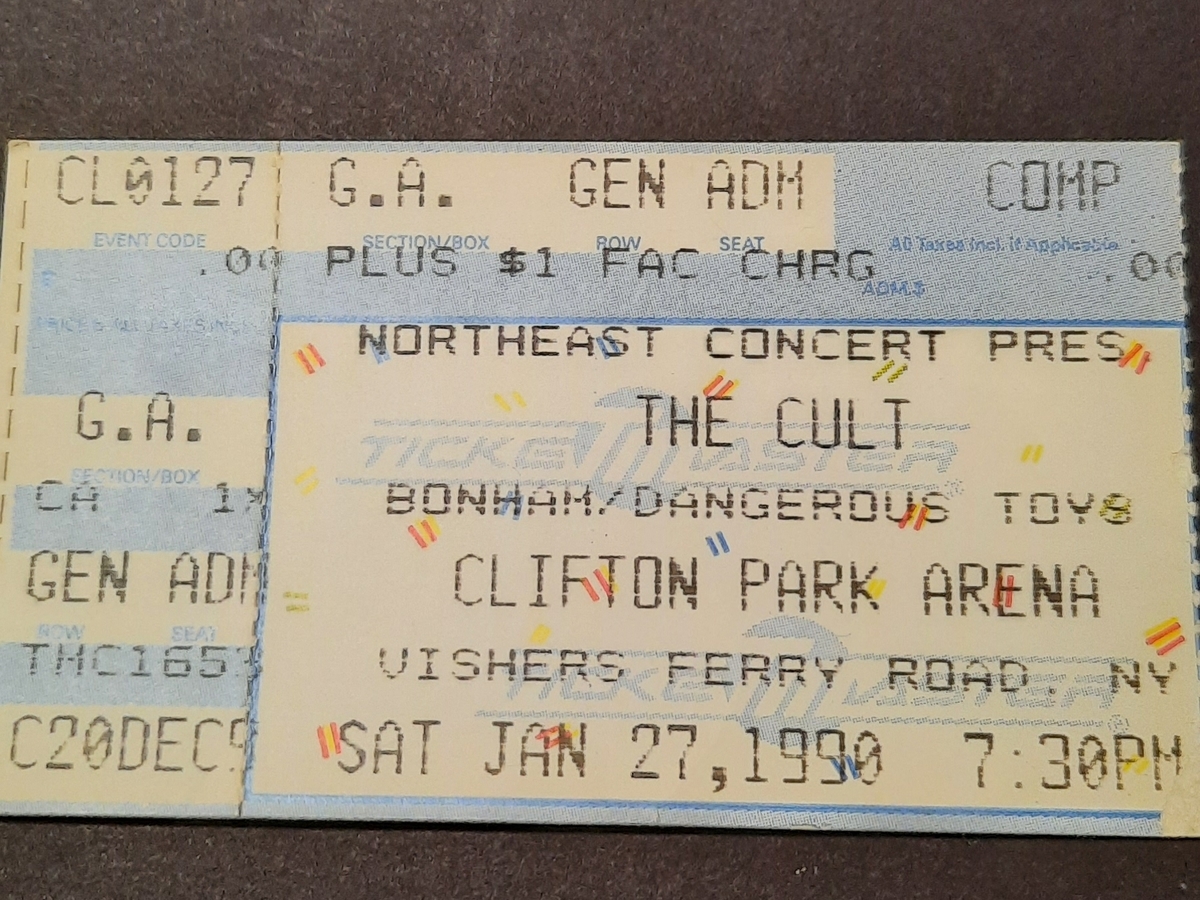 CL0127 G.A. GEN ADM COMP
EVENT CODE SECTION/BOX ROW SEAT All Taxes Incl. if Applicable
.00 PLUS $1 FAC CHRG .00
ADM.$
NORTHEAST CONCERT PRES
G.A. THE CULT
TICKETMASTER
SECTION/BOX
CA 1X BONHAM/DANGEROUS TOYS
GEN ADM CLIFTON PARK ARENA
ROW SEAT
THC165 VISHERS FERRY ROAD. NY
TICKETMASTER
C20DEC9 SAT JAN 27,1990 7:30PM